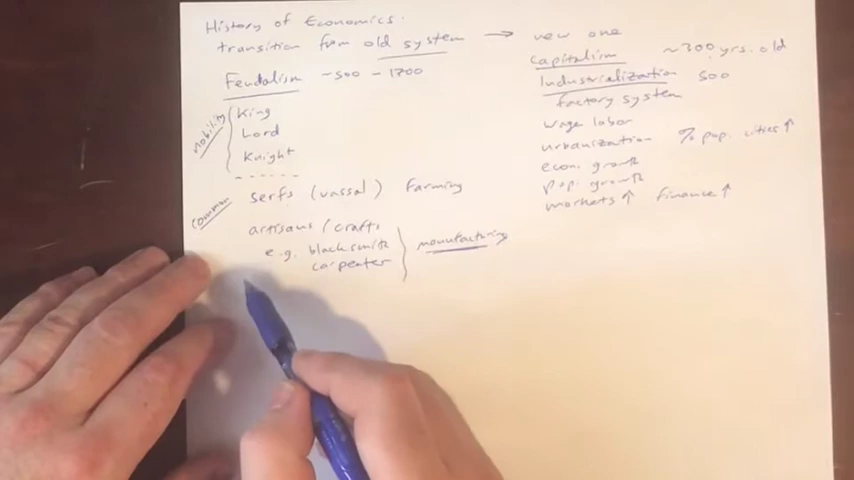 History of Economics.
transition from old system → new one
Feudalism ~500 - 1700
Nobility
King
Lord
Knight
Common
serfs (vassal) farming
artisans / crafts
e.g. blacksmith
carpenter
manufacturing
Capitalism ~300 yrs. old
Industrialization 500
factory system
wage labor
urbanization % pop. cities ↑
econ. growth
pop. growth
markets ↑ finance ↑